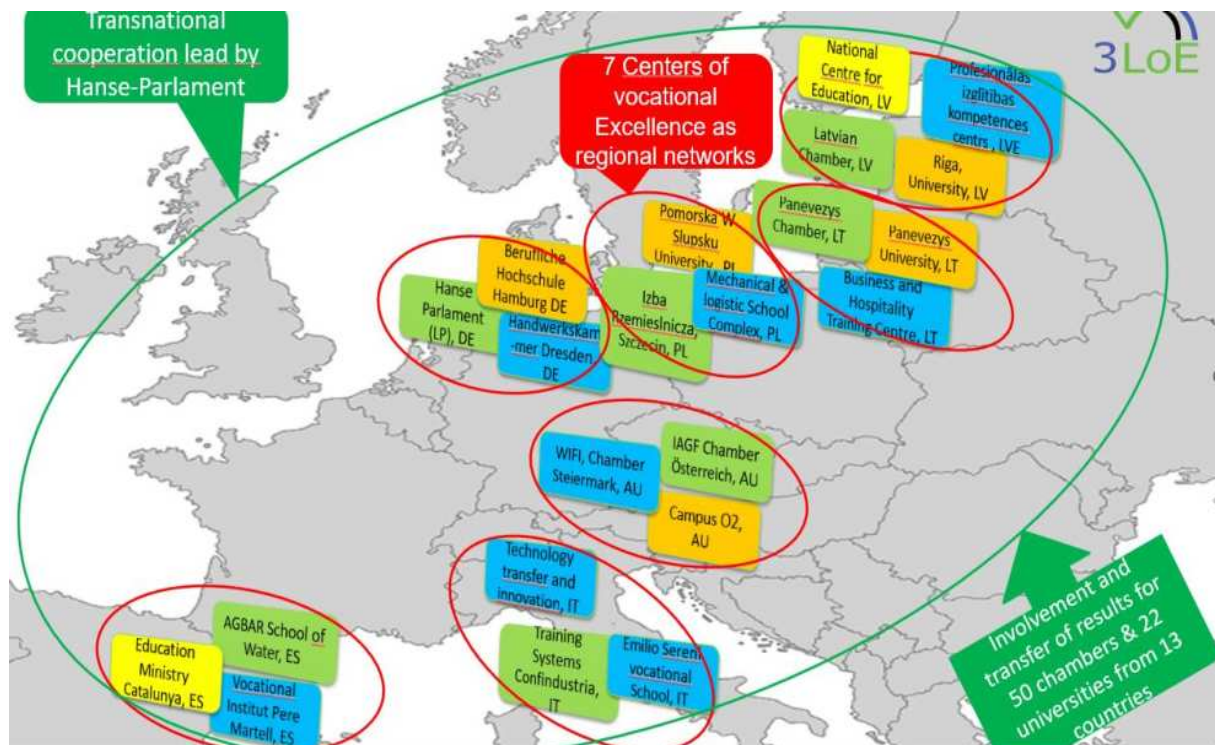 Transnational
cooperation lead by
Hanse-Parlament
7 Centers of
vocational
Excellence as
regional networks
3LoE
National
Centre for
Education, LV
Profesionālās
izglītības
kompetences
centrs, LVE
Latvian
Chamber, LV
Riga,
University, LV
Panevezys
Chamber, LT
Panevezys
University, LT
Business and
Hospitality
Training Centre, LT
Pomorska W
Slupsku
University, PL
Mechanical &
logistic School
Complex, PL
Izba
Rzemieslnicza,
Szczecin, PL
Berufliche
Hochschule
Hamburg DE
Hanse
Parlament
(LP), DE
Handwerkskam
-mer Dresden,
DE
WIFI, Chamber
Steiermark, AU
IAGF Chamber
Österreich, AU
Campus O2,
AU
Technology
transfer and
innovation, IT
Training
Systems
Confindustria,
IT
Emilio Sereni
vocational
School, IT
AGBAR School of
Water, ES
Education
Ministry
Catalunya, ES
Vocational
Institut Pere
Martell, ES
Involvement and
transfer of results for
50 chambers & 22
universities from 13
countries